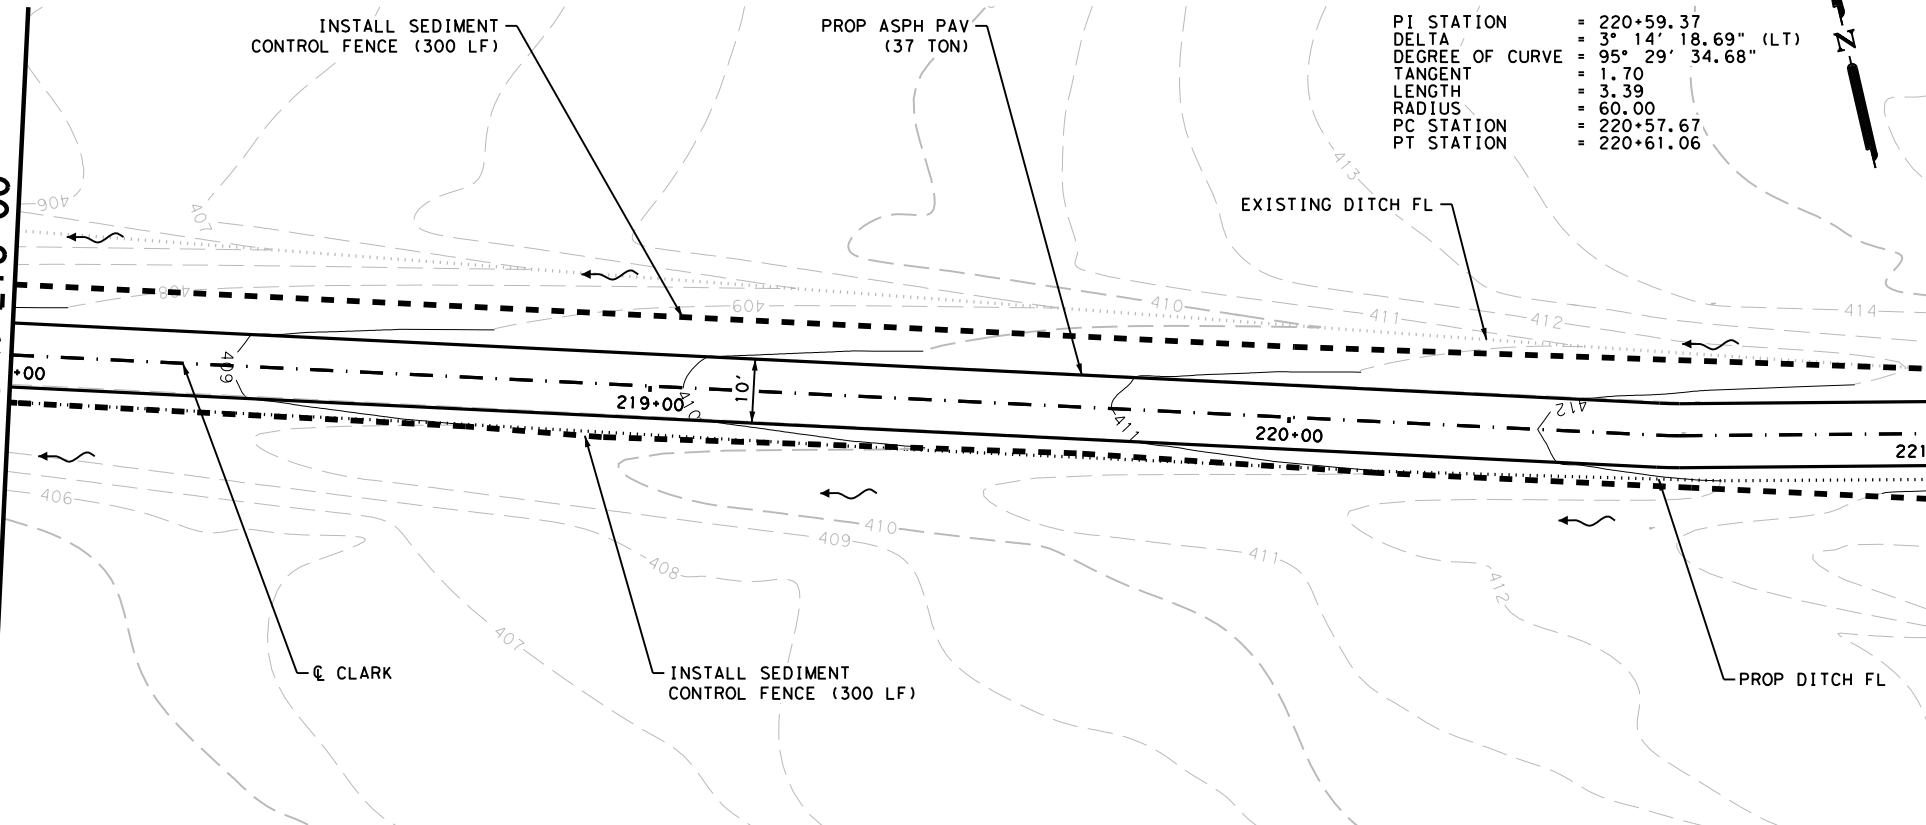 INSTALL SEDIMENT
CONTROL FENCE (300 LF)
PROP ASPH PAV
(37 TON)
PI STATION = 220+59.37
DELTA = 3° 14' 18.69" (LT)
DEGREE OF CURVE = 95° 29' 34.68"
TANGENT = 1.70
LENGTH = 3.39
RADIUS = 60.00
PC STATION = 220+57.67
PT STATION = 220+61.06
N
413
EXISTING DITCH FL
406
407
408
409
410
411
412
414
409
+00
219+00
410
10'
411
220+00
412
221
406
410
409
408
411
412
407
℄ CLARK
INSTALL SEDIMENT
CONTROL FENCE (300 LF)
PROP DITCH FL